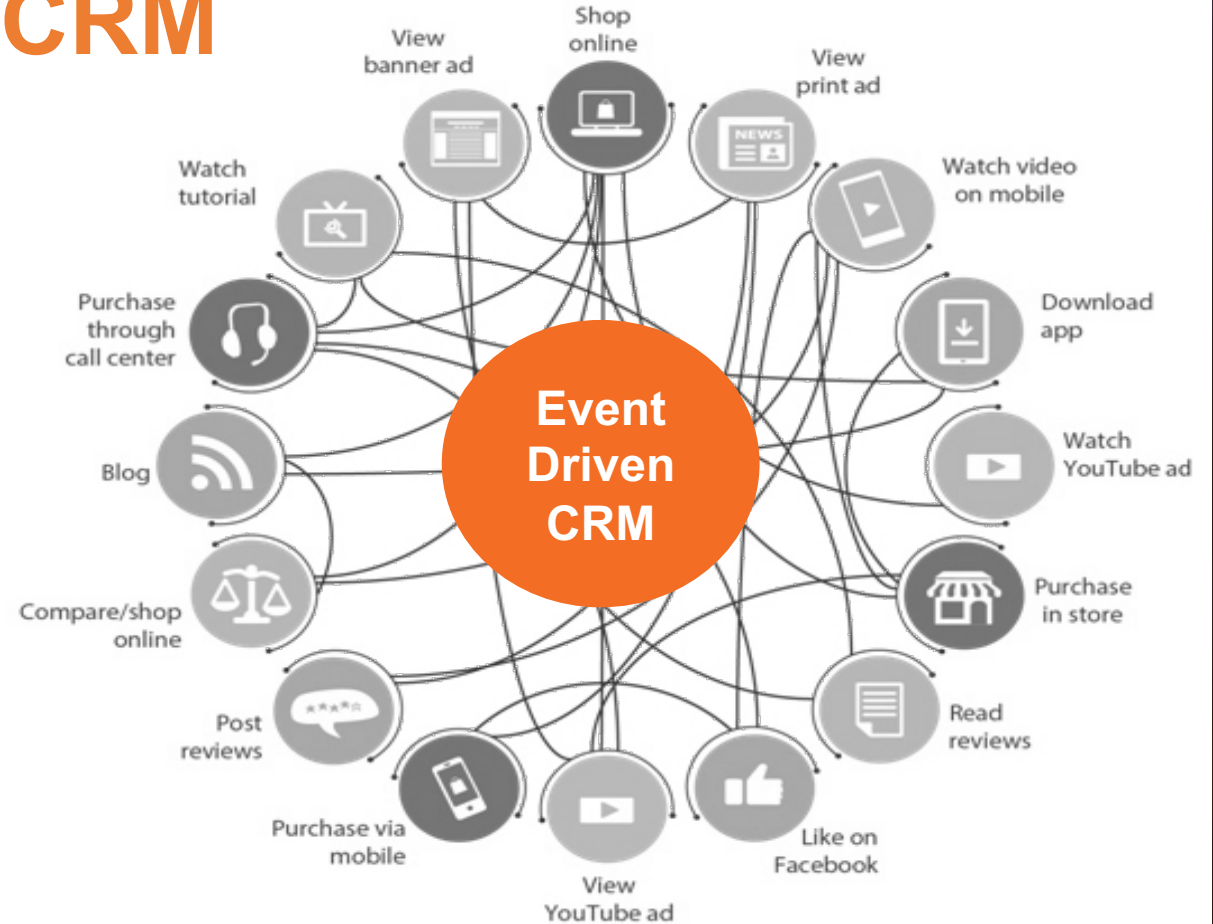 CRM
Shop
online
View
banner ad
View
print ad
NEWS
Watch
tutorial
Watch video
on mobile
Purchase
through
call center
Download
app
Event
Driven
CRM
Blog
Watch
YouTube ad
Compare/shop
online
Purchase
in store
Post
reviews
Read
reviews
Purchase via
mobile
Like on
Facebook
View
YouTube ad